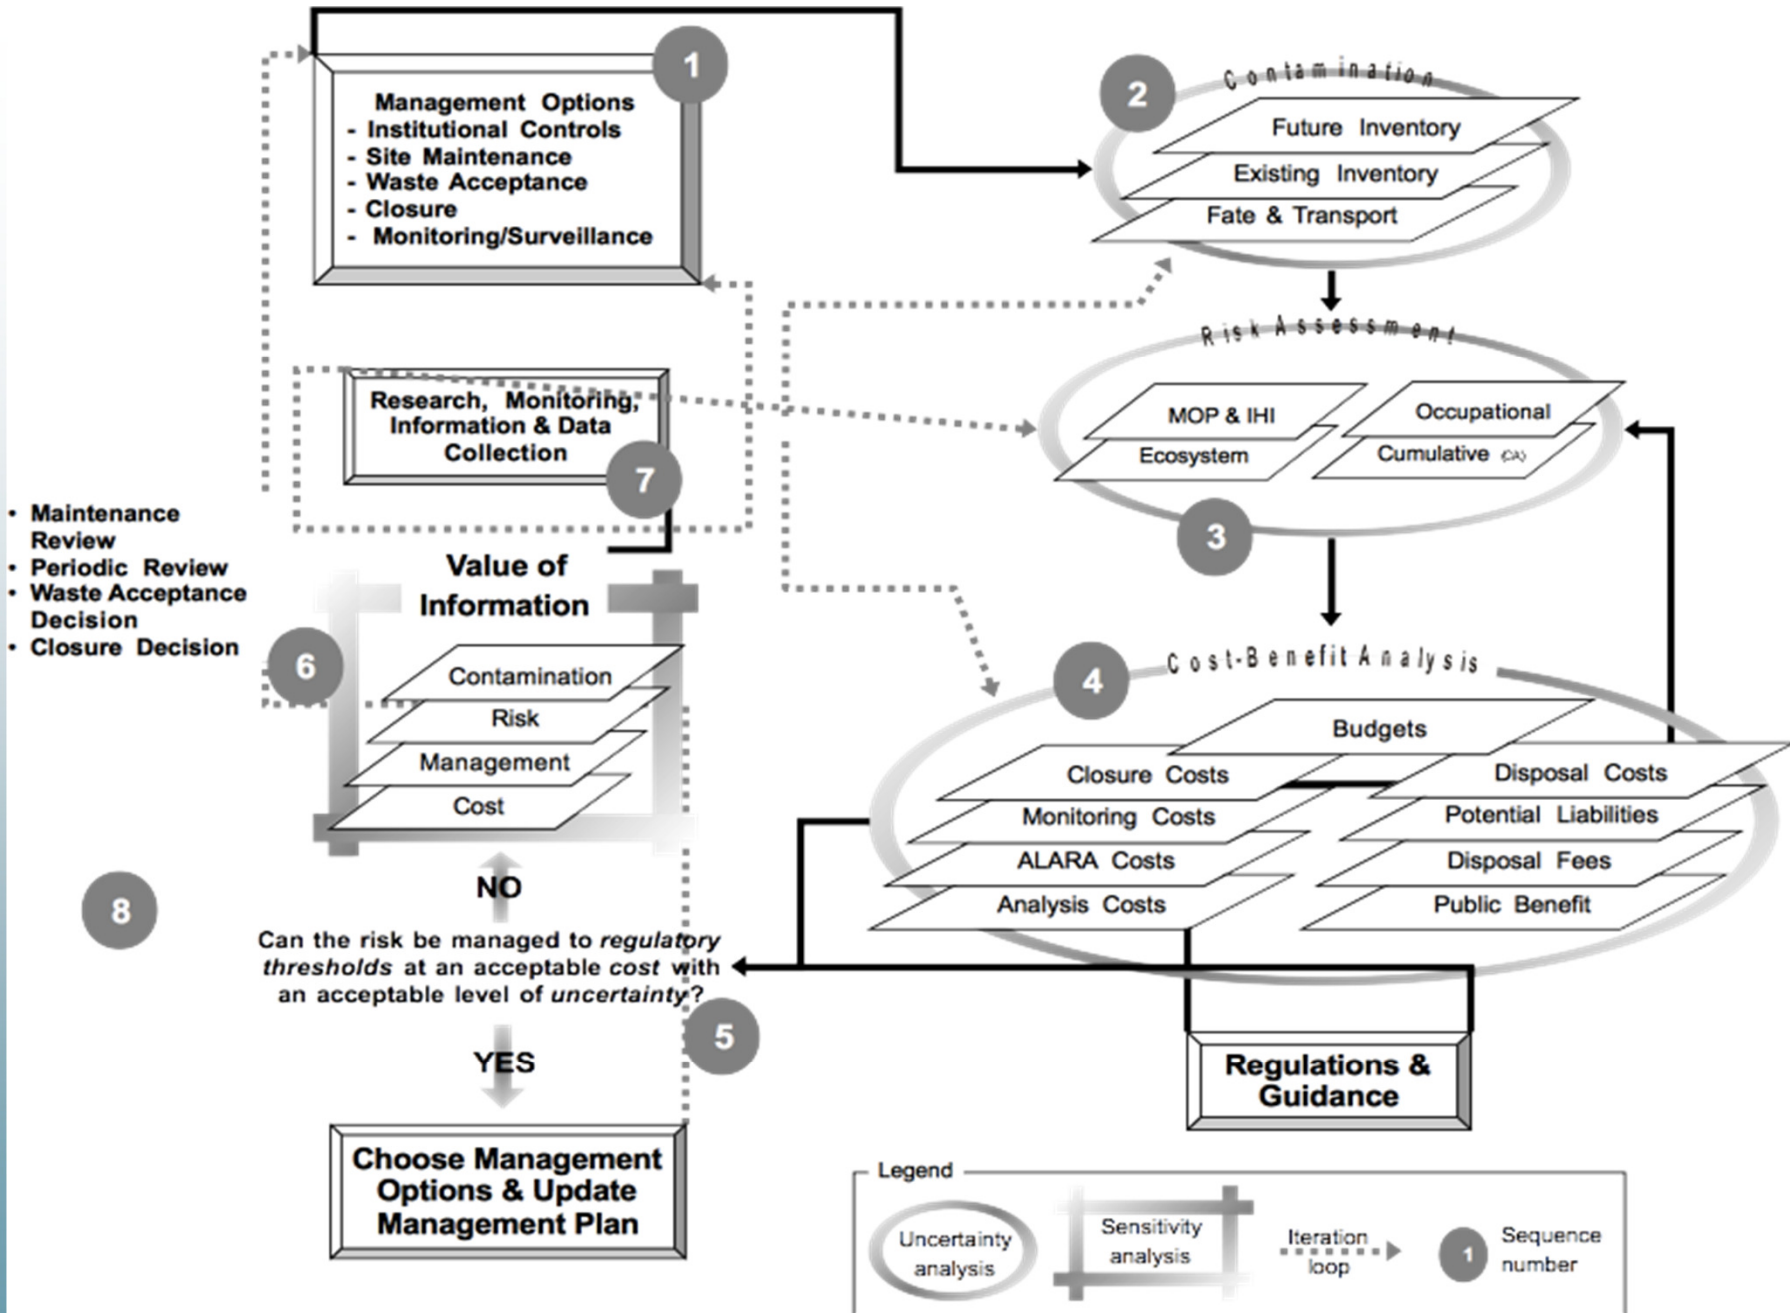 1
Management Options
- Institutional Controls
- Site Maintenance
- Waste Acceptance
- Closure
- Monitoring/Surveillance
2
Contamination
Future Inventory
Existing Inventory
Fate & Transport
Risk Assessment
MOP & IHI
Occupational
Ecosystem
Cumulative (CA)
3
Research, Monitoring,
Information & Data
Collection
7
• Maintenance
Review
• Periodic Review
• Waste Acceptance
Decision
• Closure Decision
Value of
Information
6
Contamination
Risk
Management
Cost
4
Cost-Benefit Analysis
Budgets
Closure Costs
Disposal Costs
Monitoring Costs
Potential Liabilities
ALARA Costs
Disposal Fees
Analysis Costs
Public Benefit
8
NO
Can the risk be managed to regulatory
thresholds at an acceptable cost with
an acceptable level of uncertainty?
5
YES
Choose Management
Options & Update
Management Plan
Regulations &
Guidance
Legend
Uncertainty
analysis
Sensitivity
analysis
Iteration
loop
1
Sequence
number